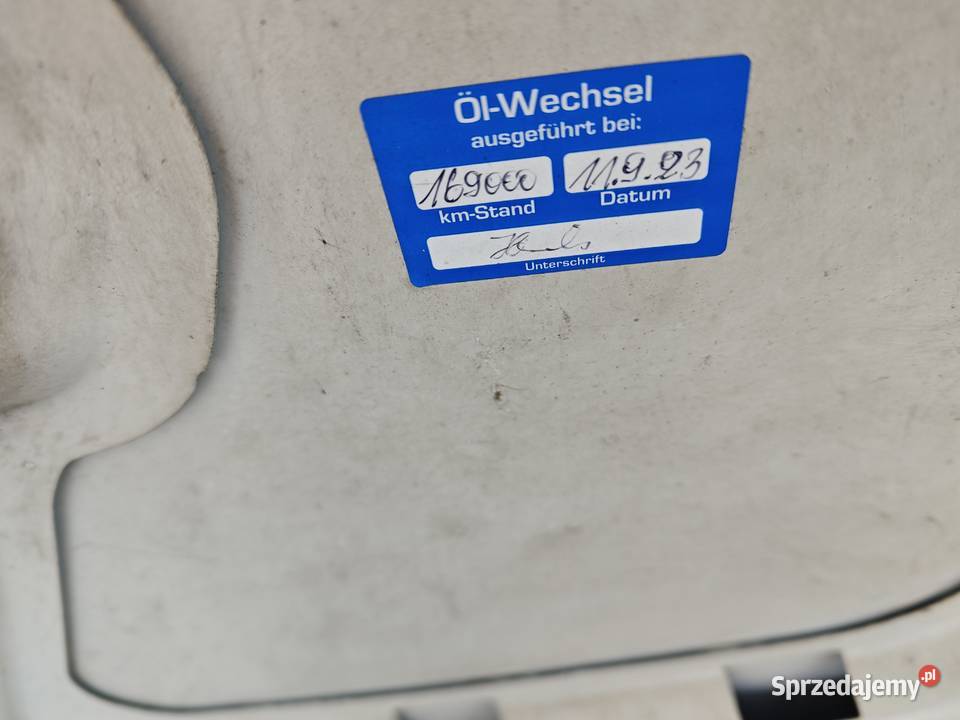 Öl-Wechsel
ausgeführt bei:
169000 11.9.23
km-Stand Datum
Unterschrift
Sprzedajemy.pl